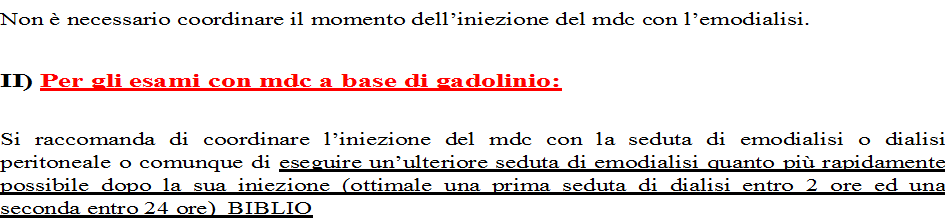 Non è necessario coordinare il momento dell'iniezione del mdc con l'emodialisi.
II) Per gli esami con mdc a base di gadolinio:
Si raccomanda di coordinare l'iniezione del mdc con la seduta di emodialisi o dialisi
peritoneale o comunque di eseguire un'ulteriore seduta di emodialisi quanto più rapidamente
possibile dopo la sua iniezione (ottimale una prima seduta di dialisi entro 2 ore ed una
seconda entro 24 ore) BIBLIO